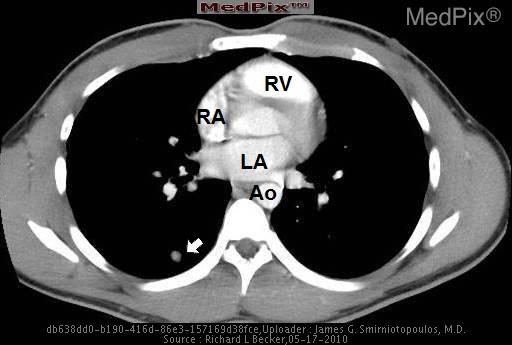 MedPix™
MedPix®
RV
RA
LA
Ao
db638dd0-b190-416d-86e3-157169d38fce,Uploader : James G. Smirniotopoulos, M.D.
Source : Richard L Becker,05-17-2010